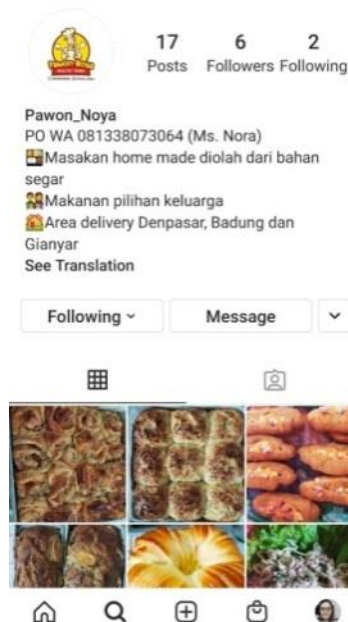 17 6 2
Posts Followers Following
Pawon_Noya
PO WA 081338073064 (Ms. Nora)
🍱Masakan home made diolah dari bahan
segar
👨‍👩‍👧‍👦Makanan pilihan keluarga
🏠Area delivery Denpasar, Badung dan
Gianyar
See Translation
Following
Message